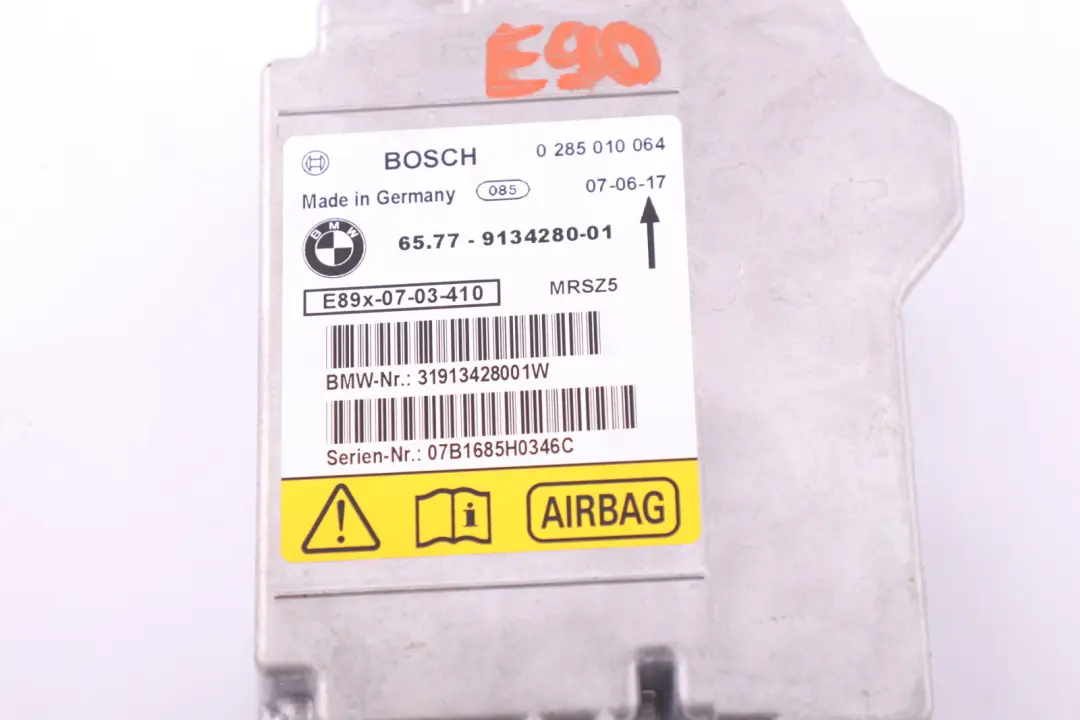 E90
BOSCH 0 285 010 064
Made in Germany 085 07-06-17
BMW 65.77 - 9134280-01
E89x-07-03-410 MRSZ5
BMW-Nr.: 31913428001W
Serien-Nr.: 07B1685H0346C
i AIRBAG